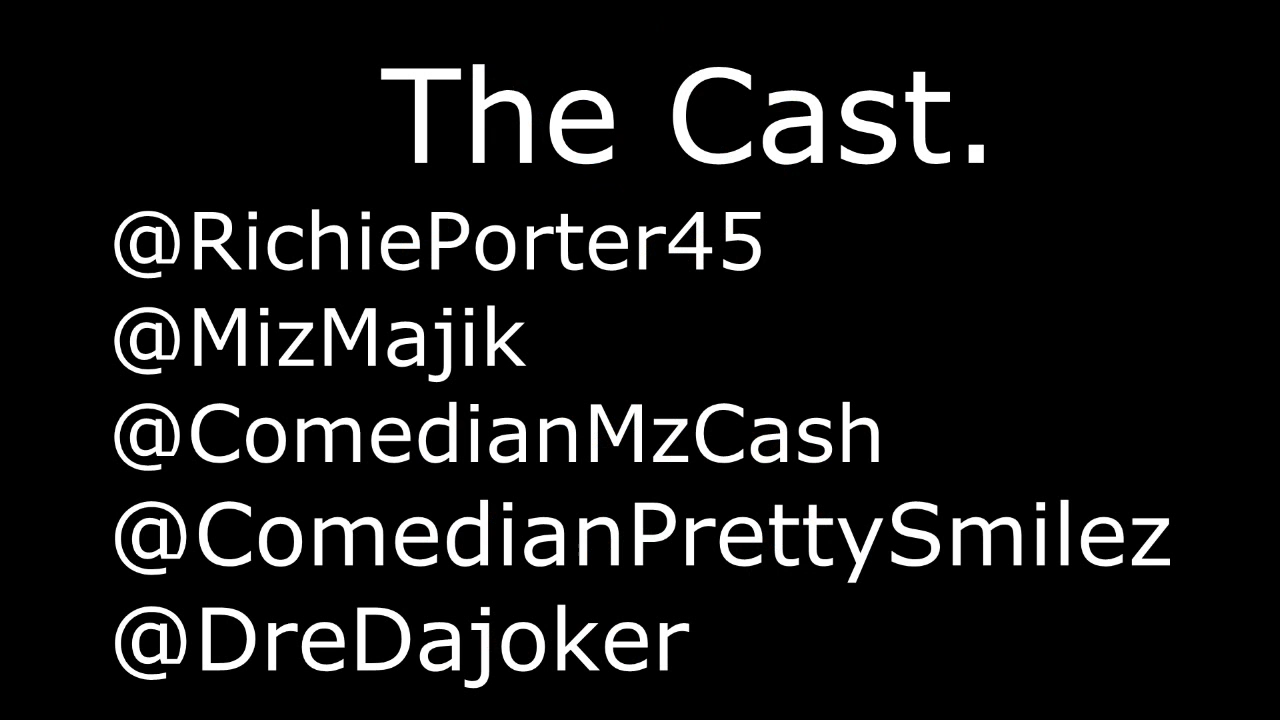 The Cast.
@RichiePorter45
@MizMajik
@ComedianMzCash
@ComedianPrettySmilez
@DreDajoker